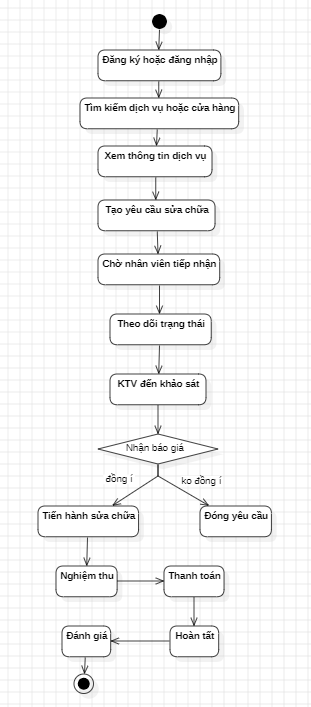 Đăng ký hoặc đăng nhập
Tìm kiếm dịch vụ hoặc cửa hàng
Xem thông tin dịch vụ
Tạo yêu cầu sửa chữa
Chờ nhân viên tiếp nhận
Theo dõi trạng thái
KTV đến khảo sát
Nhận báo giá
đồng í
ko đồng í
Tiến hành sửa chữa
Đóng yêu cầu
Nghiệm thu
Thanh toán
Đánh giá
Hoàn tất